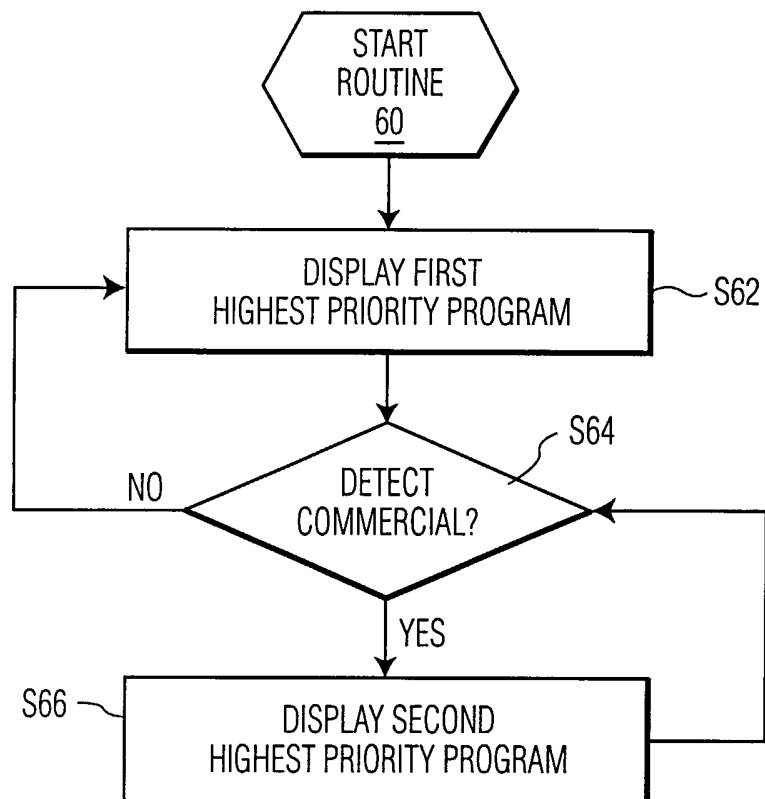 START
ROUTINE
60
DISPLAY FIRST
HIGHEST PRIORITY PROGRAM
S62
S64
DETECT
COMMERCIAL?
NO
YES
S66
DISPLAY SECOND
HIGHEST PRIORITY PROGRAM